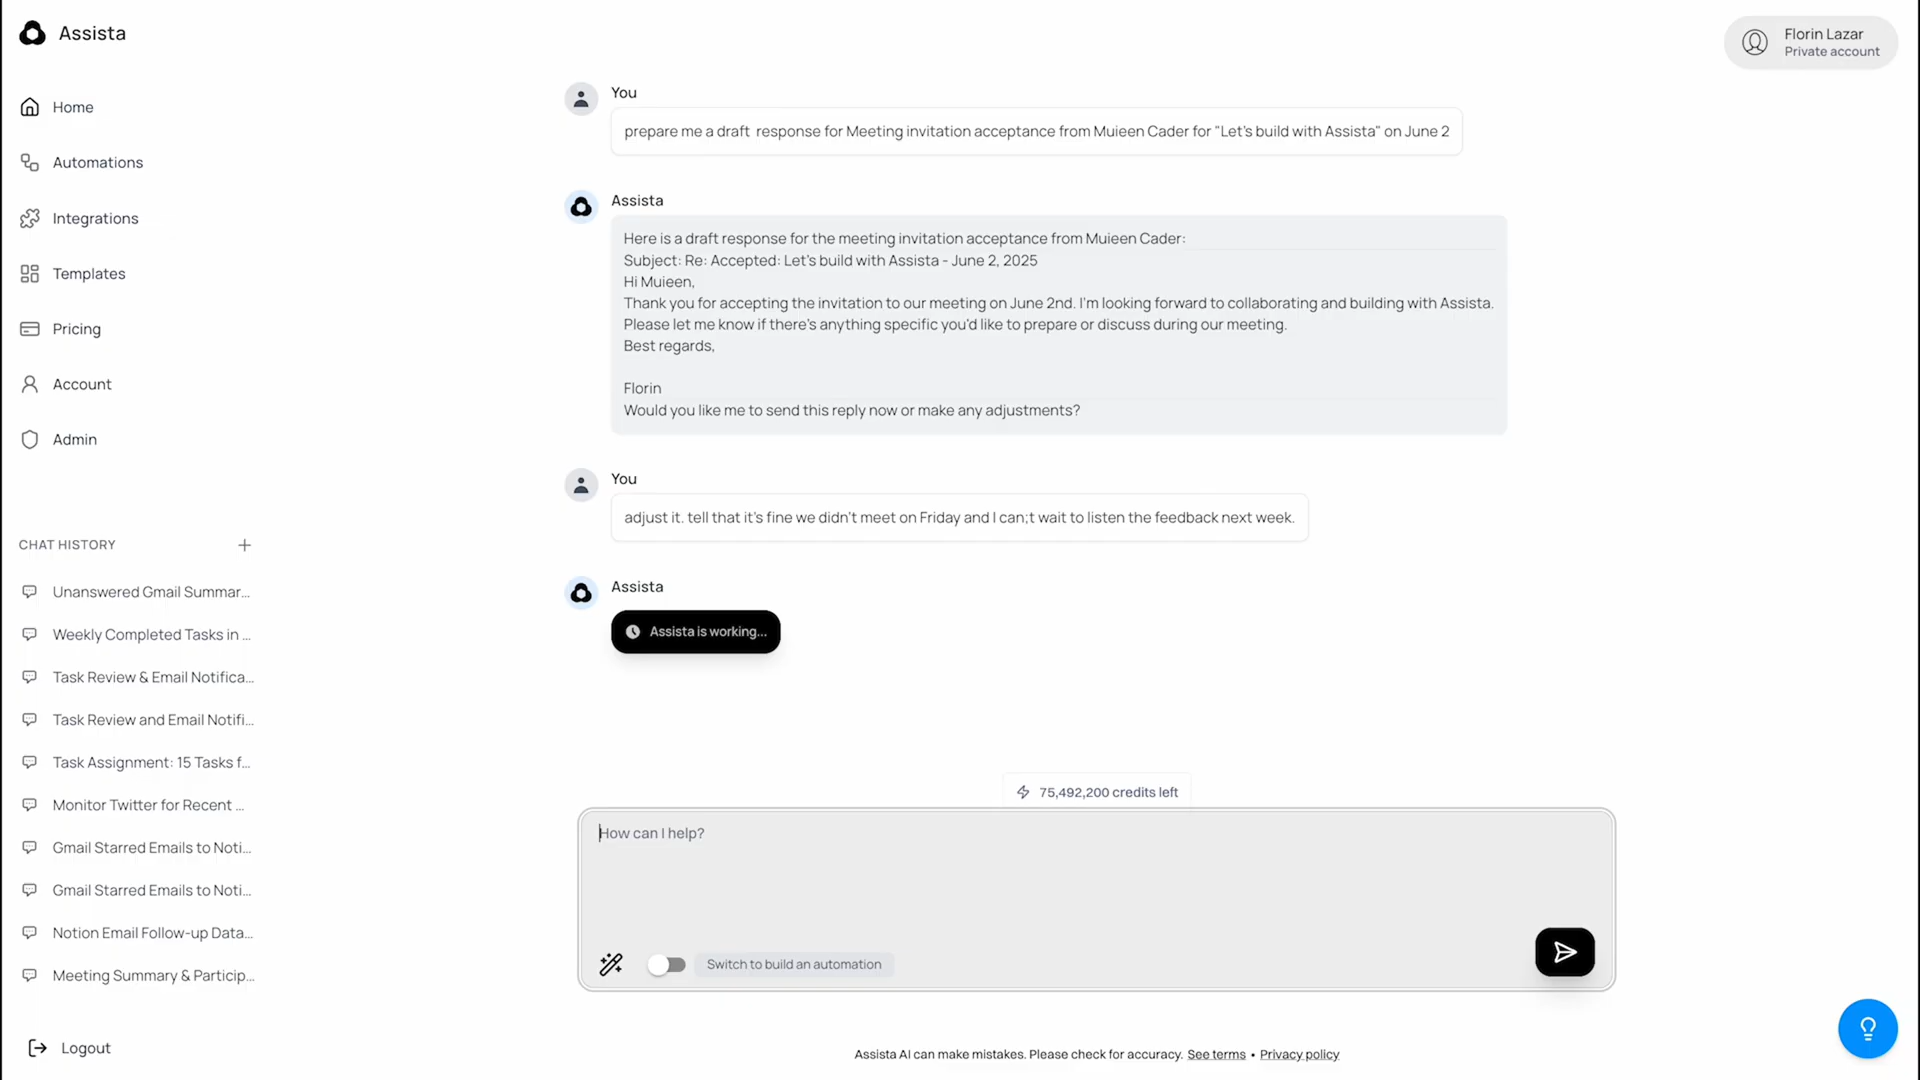 Assista
Florin Lazar
Private account
Home
Automations
Integrations
Templates
Pricing
Account
Admin
CHAT HISTORY
Unanswered Gmail Summar...
Weekly Completed Tasks in ...
Task Review & Email Notifica...
Task Review and Email Notifi...
Task Assignment: 15 Tasks f...
Monitor Twitter for Recent ...
Gmail Starred Emails to Noti...
Gmail Starred Emails to Noti...
Notion Email Follow-up Data...
Meeting Summary & Particip...
Logout
You
prepare me a draft  response for Meeting invitation acceptance from Muieen Cader for "Let's build with Assista" on June 2
Assista
Here is a draft response for the meeting invitation acceptance from Muieen Cader:
Subject: Re: Accepted: Let's build with Assista - June 2, 2025
Hi Muieen,
Thank you for accepting the invitation to our meeting on June 2nd. I'm looking forward to collaborating and building with Assista.
Please let me know if there's anything specific you'd like to prepare or discuss during our meeting.
Best regards,
Florin
Would you like me to send this reply now or make any adjustments?
You
adjust it. tell that it's fine we didn't meet on Friday and I can;t wait to listen the feedback next week.
Assista
Assista is working...
75,492,200 credits left
How can I help?
Switch to build an automation
Assista AI can make mistakes. Please check for accuracy. See terms • Privacy policy